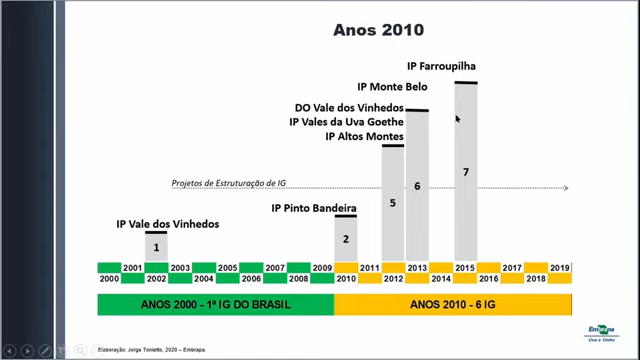 Anos 2010
IP Farroupilha
IP Monte Belo
DO Vale dos Vinhedos
IP Vales da Uva Goethe
IP Altos Montes
Projetos de Estruturação de IG
IP Pinto Bandeira
IP Vale dos Vinhedos
1
2
5
6
7
2001 2003 2005 2007 2009 2011 2013 2015 2017 2019
2000 2002 2004 2006 2008 2010 2012 2014 2016 2018
ANOS 2000 - 1ª IG DO BRASIL
ANOS 2010 - 6 IG
Elaboração: Jorge Tonietto, 2020 – Embrapa.
Embrapa
Uva e Vinho